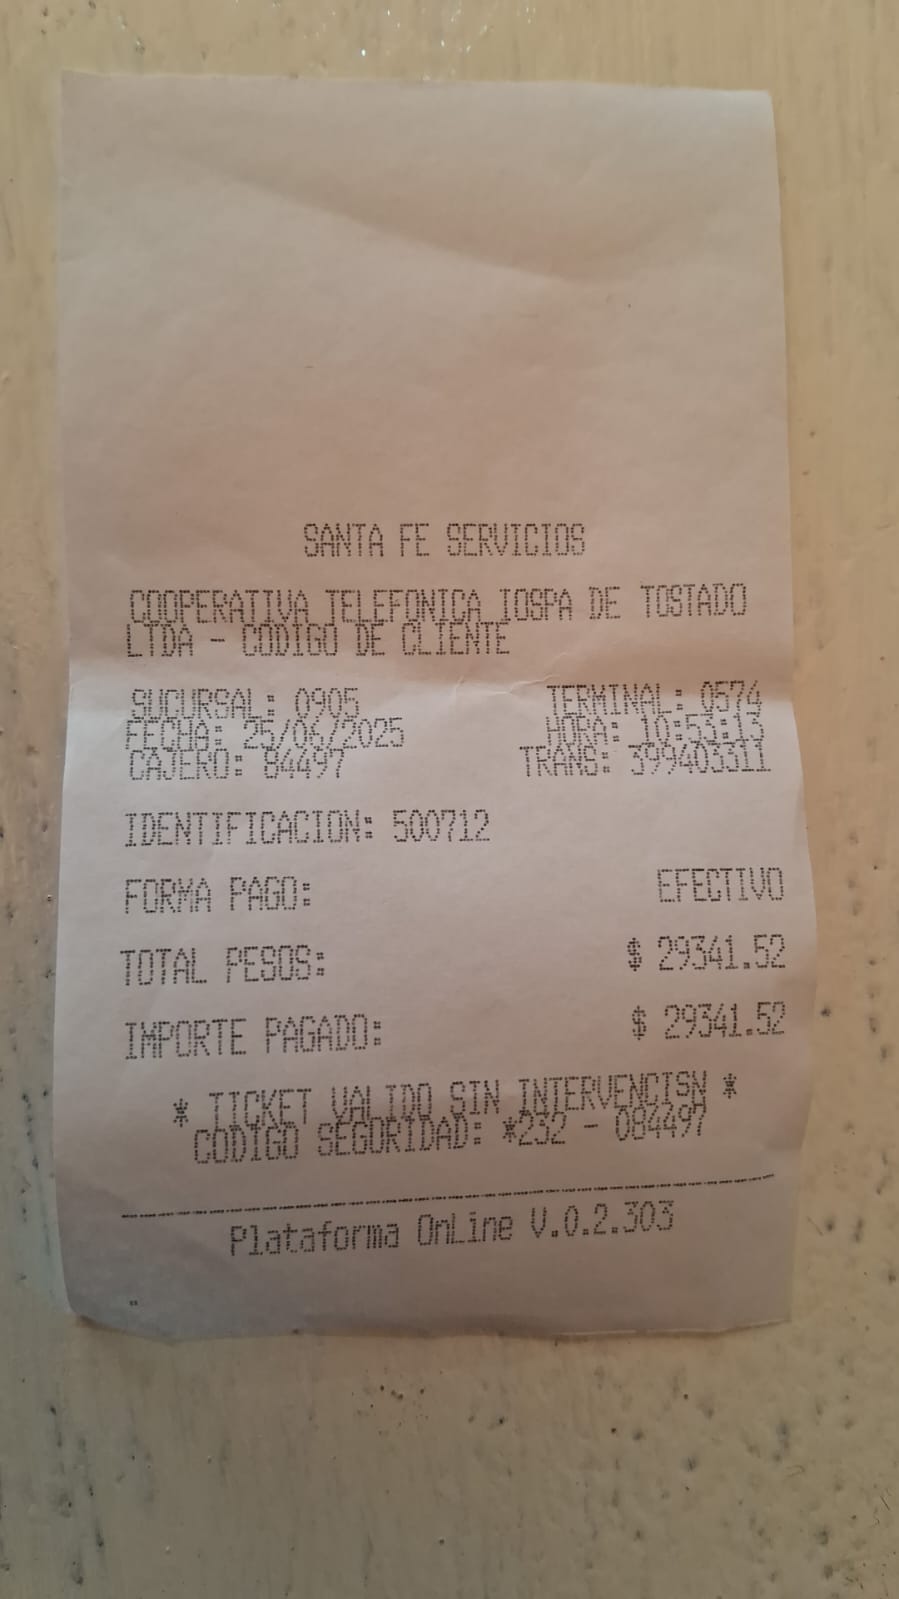 SANTA FE SERVICIOS
COOPERATIVA TELEFONICA IOSPA DE TOSTADO
LTDA - CODIGO DE CLIENTE
SUCURSAL: 0905 TERMINAL: 0574
FECHA: 25/06/2025 HORA: 10:53:13
CAJERO: 84497 TRANS: 399403311
IDENTIFICACION: 500712
FORMA PAGO: EFECTIVO
TOTAL PESOS: $ 29341.52
IMPORTE PAGADO: $ 29341.52
* TICKET VALIDO SIN INTERVENCISN *
CODIGO SEGURIDAD: *232 - 084497
Plataforma OnLine V.0.2.303